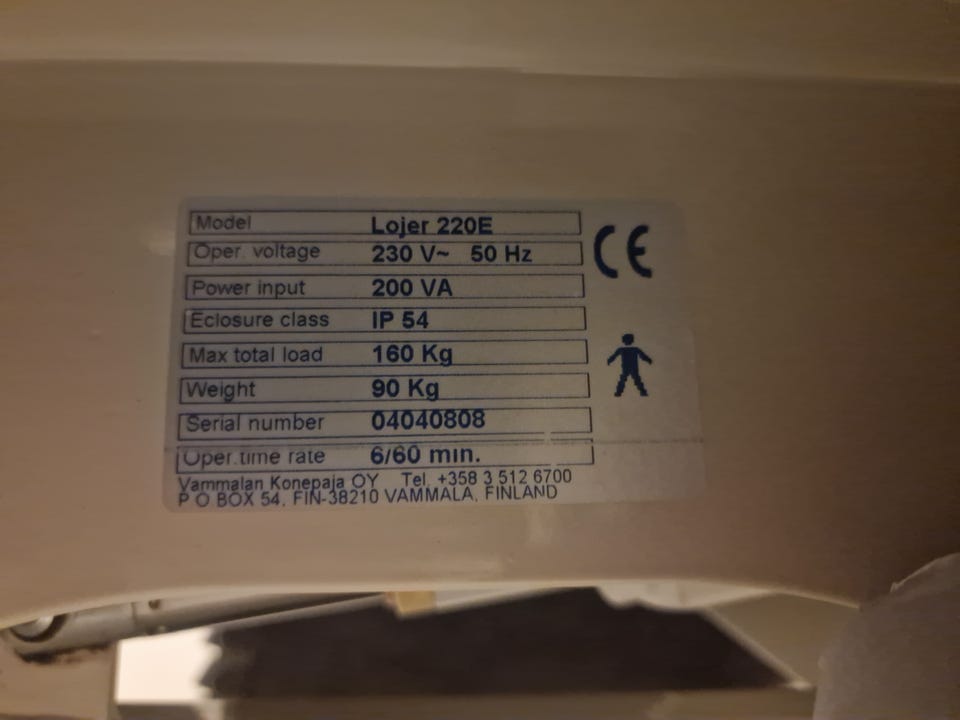 Model Lojer 220E
Oper. voltage 230 V~ 50 Hz
Power input 200 VA
Eclosure class IP 54
Max total load 160 Kg
Weight 90 Kg
Serial number 04040808
Oper.time rate 6/60 min.
Vammalan Konepaja OY Tel. +358 3 512 6700
P O BOX 54, FIN-38210 VAMMALA, FINLAND
CE